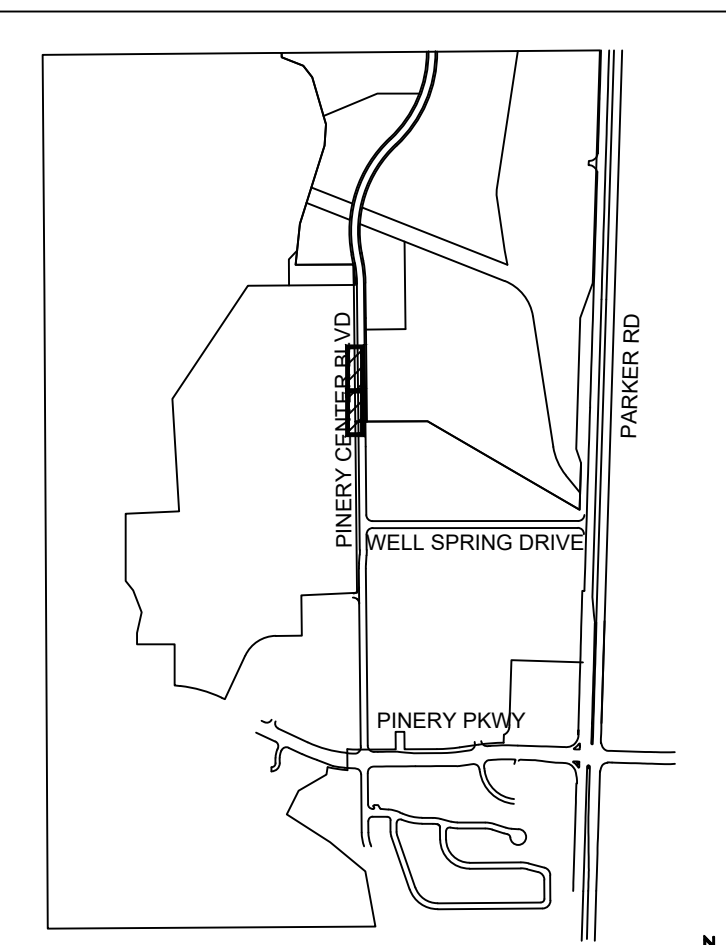 PINERY CENTER BLVD
PARKER RD
WELL SPRING DRIVE
PINERY PKWY
N